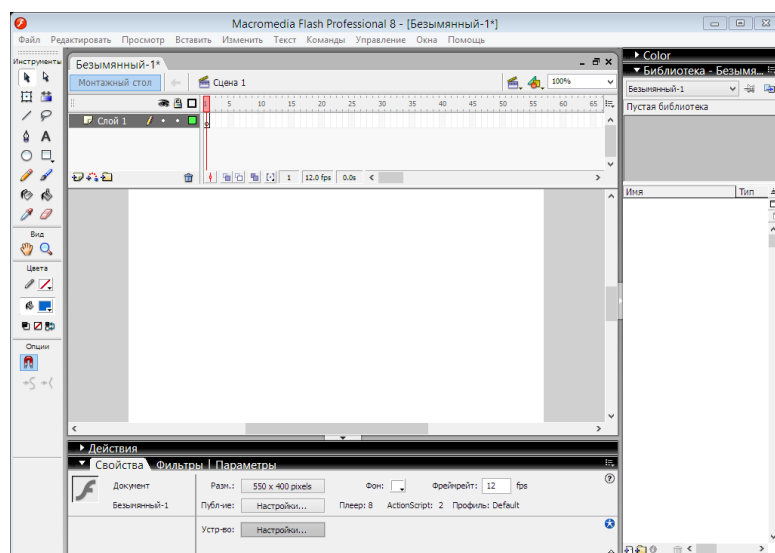 Macromedia Flash Professional 8 - [Безымянный-1*]
Файл Редактировать Просмотр Вставить Изменить Текст Команды Управление Окна Помощь
Инструменты
Вид
Цвета
Опции
Безымянный-1*
Монтажный стол Сцена 1 100%
1 5 10 15 20 25 30 35 40 45 50 55 60 65
Слой 1
1 12.0 fps 0.0s
Действия
Свойства Фильтры Параметры
Документ Разм.: 550 x 400 pixels Фон: Фреймрейт: 12 fps
Безымянный-1 Публ-ие: Настройки... Плеер: 8 ActionScript: 2 Профиль: Default
Устр-во: Настройки...
Color
Библиотека - Безымя...
Безымянный-1
Пустая библиотека
Имя Тип